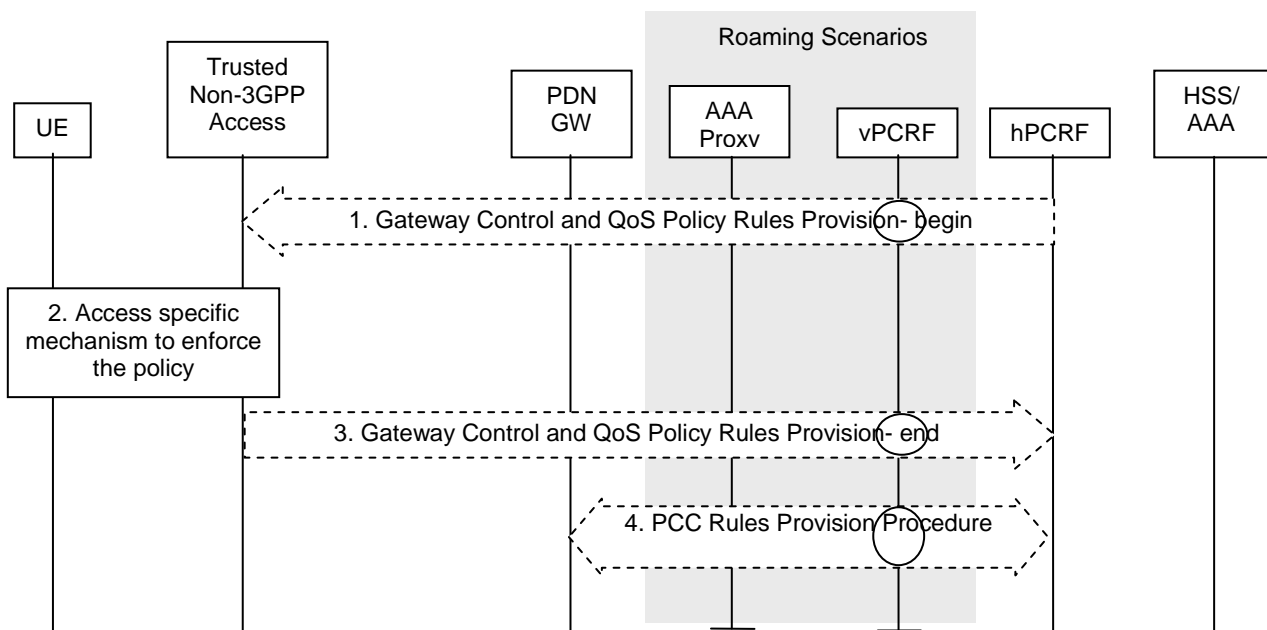 Roaming Scenarios
UE
Trusted
Non-3GPP
Access
PDN
GW
AAA
Proxv
vPCRF
hPCRF
HSS/
AAA
1. Gateway Control and QoS Policy Rules Provision- begin
2. Access specific
mechanism to enforce
the policy
3. Gateway Control and QoS Policy Rules Provision- end
4. PCC Rules Provision Procedure